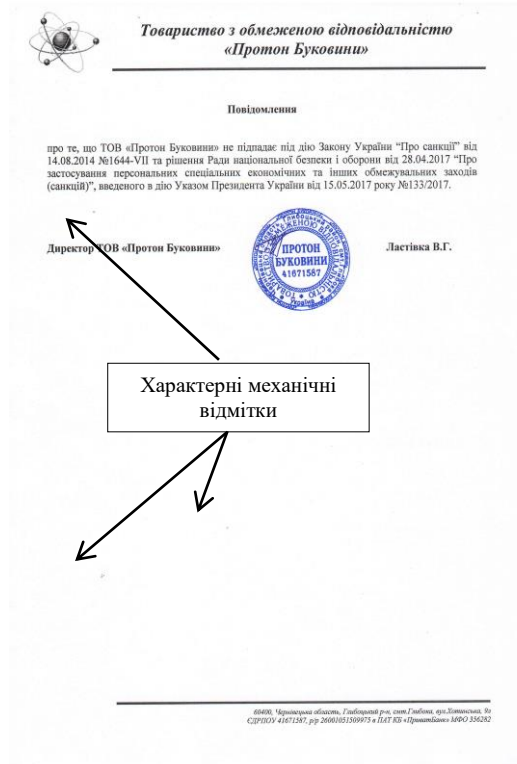 Товариство з обмеженою відповідальністю
«Протон Буковини»
Повідомлення
про те, що ТОВ «Протон Буковини» не підпадає під дію Закону України “Про санкції” від
14.08.2014 №1644-VII та рішення Ради національної безпеки і оборони від 28.04.2017 “Про
застосування персональних спеціальних економічних та інших обмежувальних заходів
(санкцій)”, введеного в дію Указом Президента України від 15.05.2017 року №133/2017.
Директор ТОВ «Протон Буковини»
ПРОТОН
БУКОВИНИ
41671587
Україна
Ластівка В.Г.
Характерні механічні
відмітки
60400, Чернівецька область, Глибоцький р-н, смт.Глибока, вул.Хотинська, 9а
ЄДРПОУ 41671587, р/р 26001051509975 в ПАТ КБ «ПриватБанк» МФО 356282